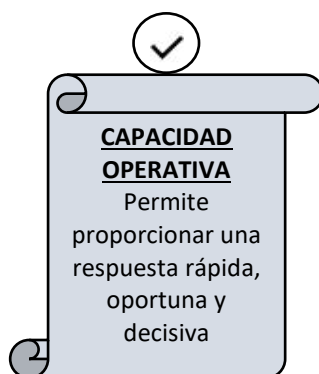 CAPACIDAD
OPERATIVA
Permite
proporcionar una
respuesta rápida,
oportuna y
decisiva